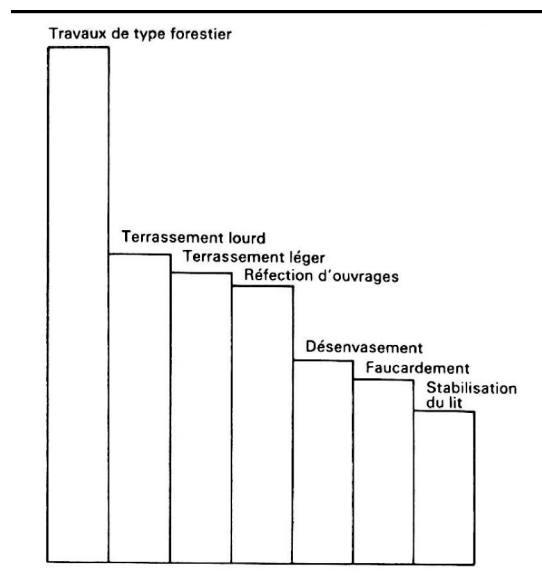 Travaux de type forestier
Terrassement lourd
Terrassement léger
Réfection d'ouvrages
Désenvasement
Faucardement
Stabilisation
du lit